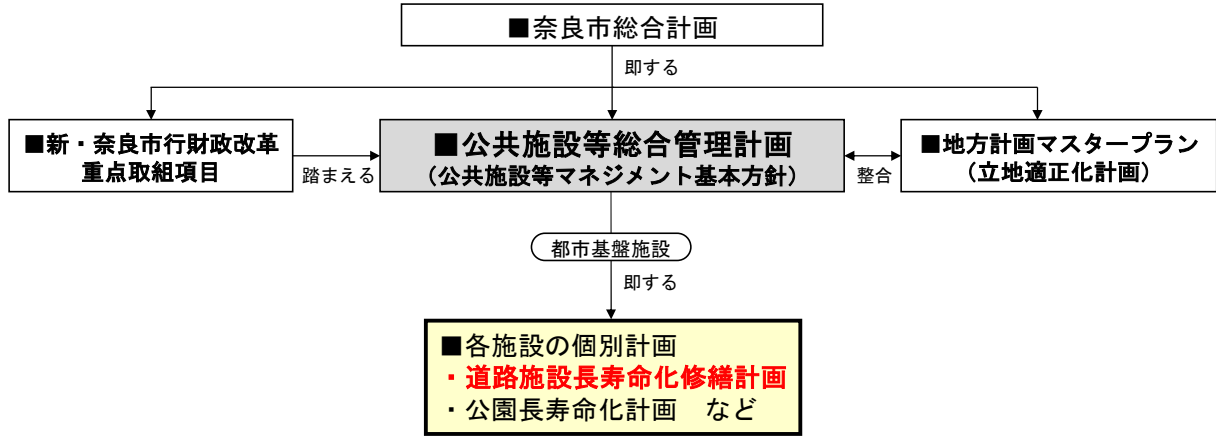 ■奈良市総合計画
即する
■新・奈良市行財政改革
重点取組項目
踏まえる
■公共施設等総合管理計画
（公共施設等マネジメント基本方針）
整合
■地方計画マスタープラン
（立地適正化計画）
都市基盤施設
即する
■各施設の個別計画
・道路施設長寿命化修繕計画
・公園長寿命化計画　など